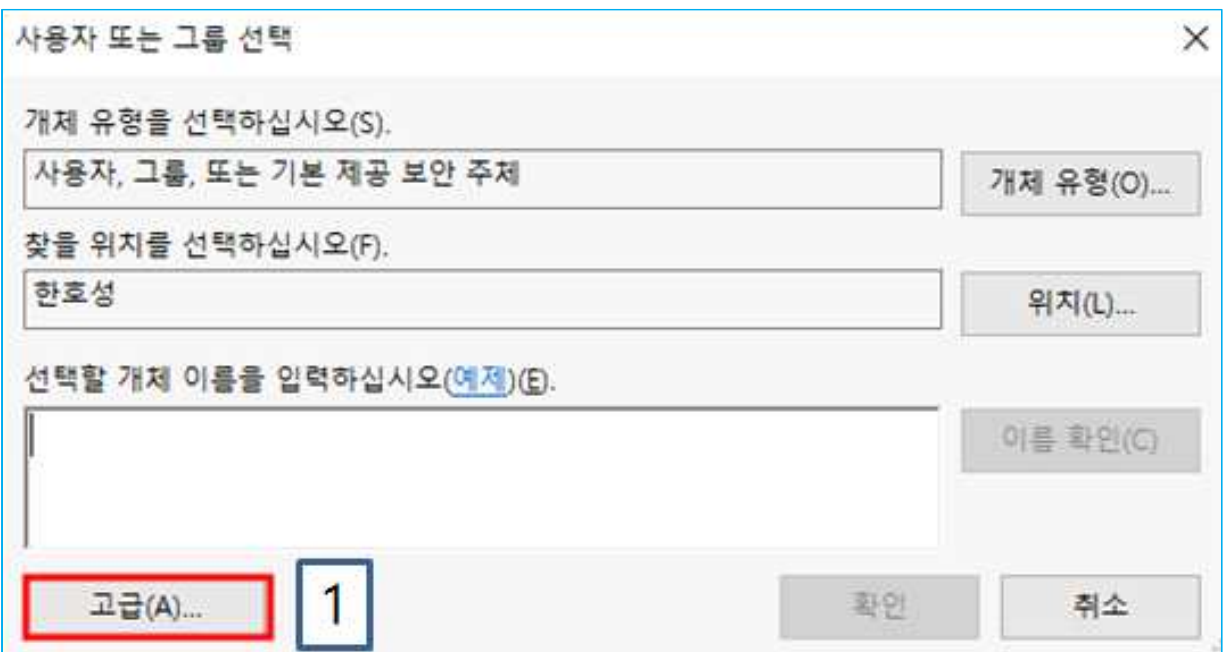 사용자 또는 그룹 선택
개체 유형을 선택하십시오(S).
사용자, 그룹, 또는 기본 제공 보안 주체
개체 유형(O)...
찾을 위치를 선택하십시오(F).
한호성
위치(L)...
선택할 개체 이름을 입력하십시오(예제)(E).
이름 확인(C)
고급(A)...
1
확인
취소